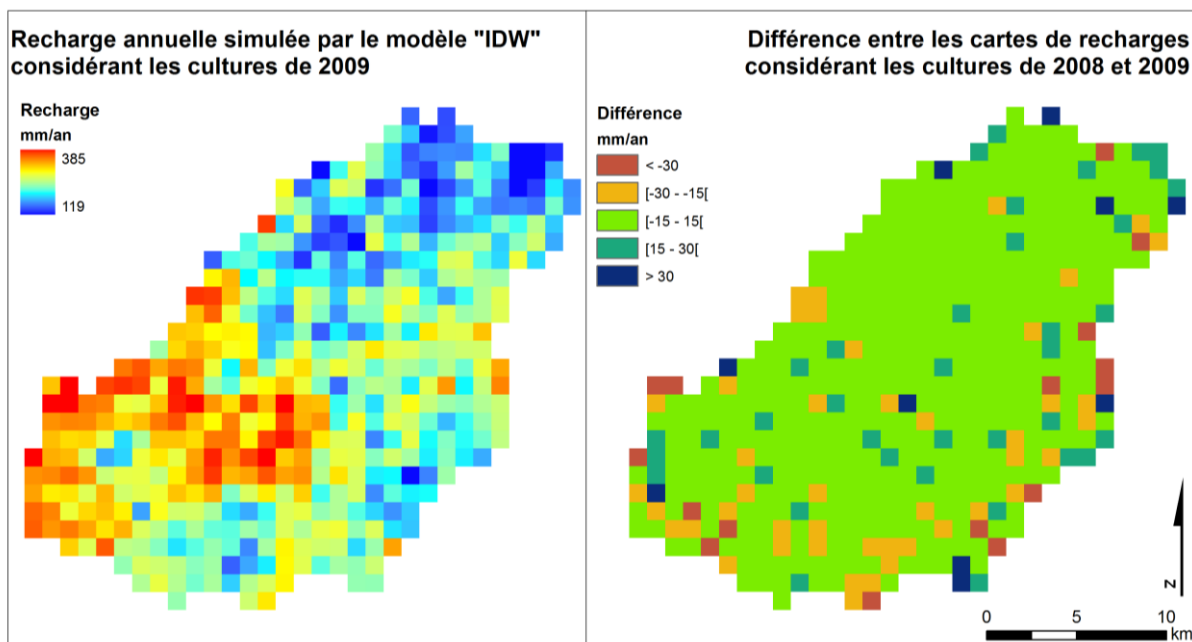 Recharge annuelle simulée par le modèle "IDW"
considérant les cultures de 2009
Recharge
mm/an
385
119
Différence entre les cartes de recharges
considérant les cultures de 2008 et 2009
Différence
mm/an
< -30
[-30 - -15[
[-15 - 15[
[15 - 30[
> 30
N
0 5 10
km